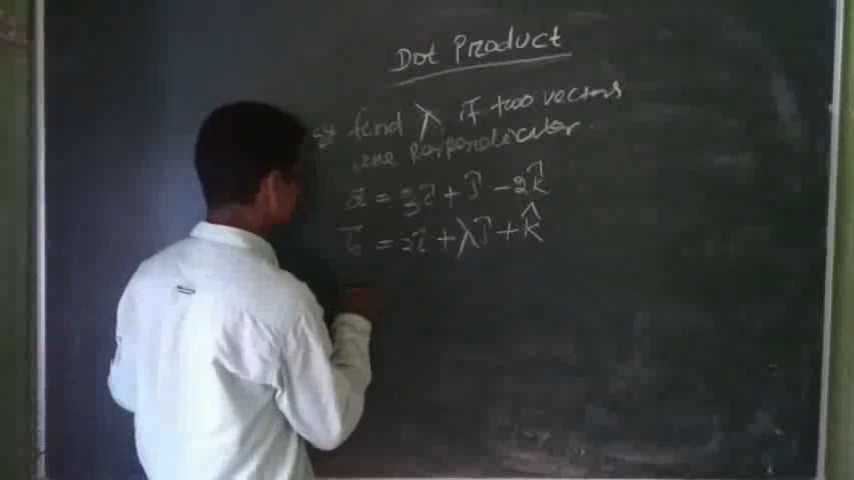 Dot Product
find λ, if two vectors
are perpendicular.
a⃗ = 3î + ĵ - 2k̂
b⃗ = 2î + λĵ + k̂